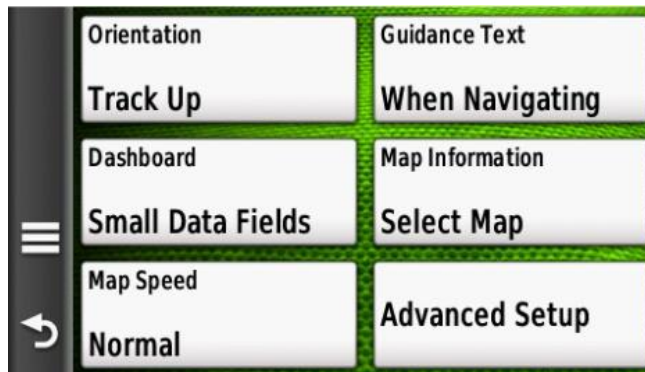 Orientation
Track Up
Guidance Text
When Navigating
Dashboard
Small Data Fields
Map Information
Select Map
Map Speed
Normal
Advanced Setup